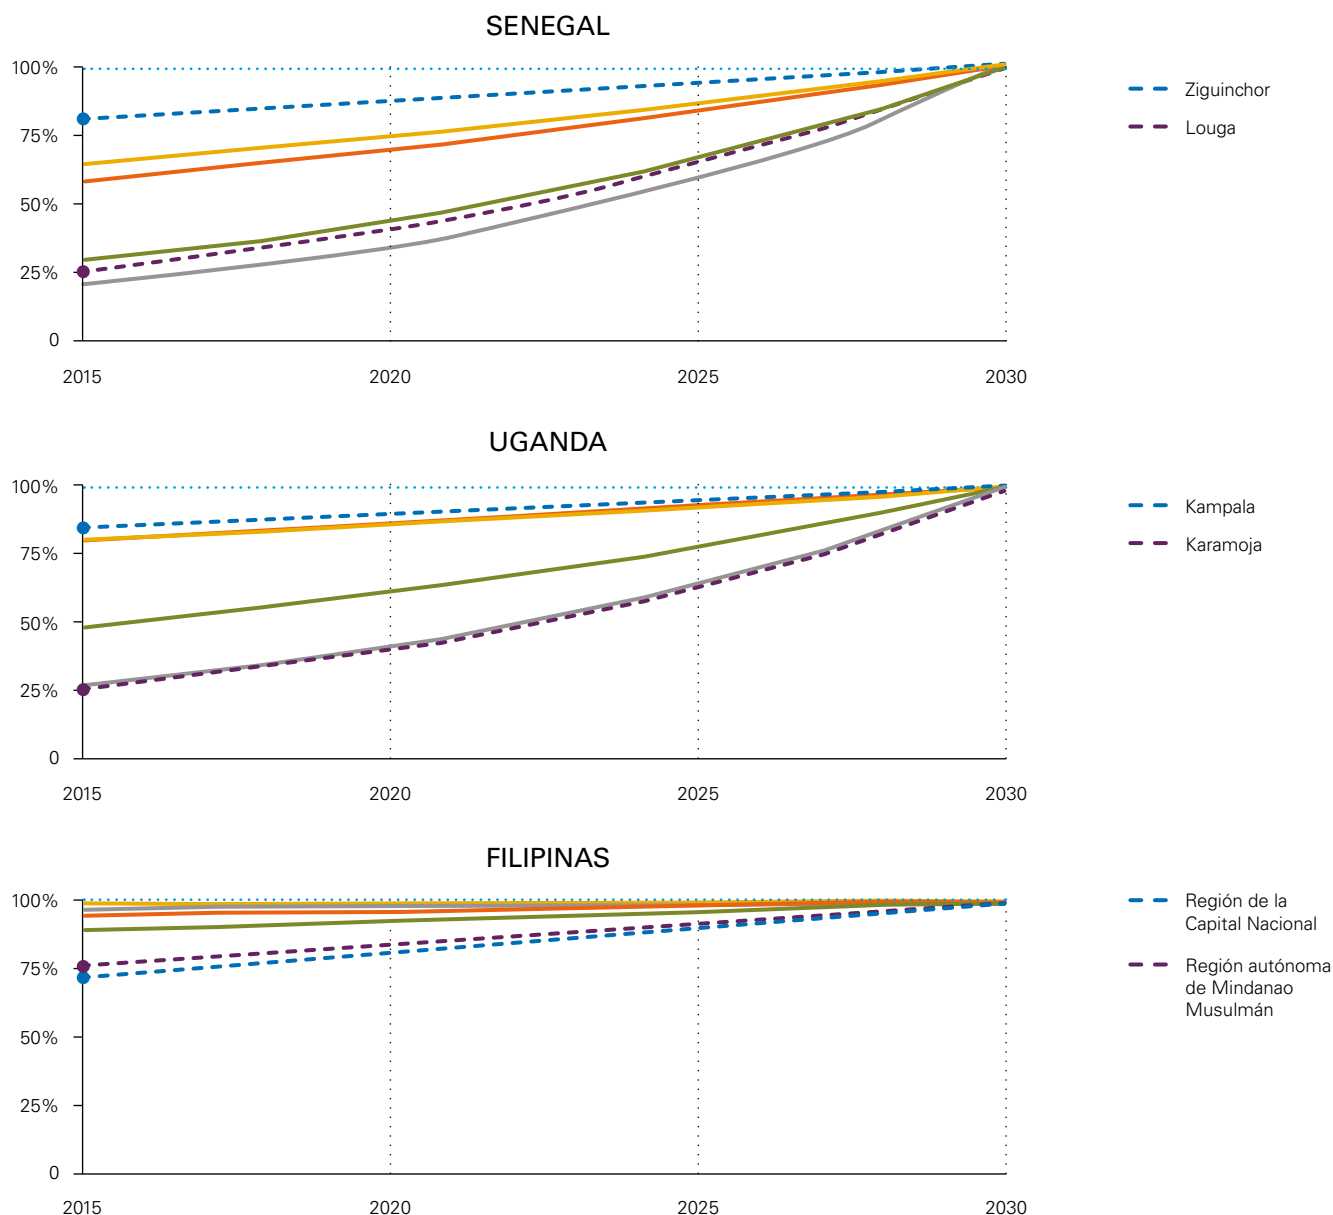 SENEGAL
100%
75%
50%
25%
0
2015
2020
2025
2030
Ziguinchor
Louga
UGANDA
100%
75%
50%
25%
0
2015
2020
2025
2030
Kampala
Karamoja
FILIPINAS
100%
75%
50%
25%
0
2015
2020
2025
2030
Región de la
Capital Nacional
Región autónoma
de Mindanao
Musulmán